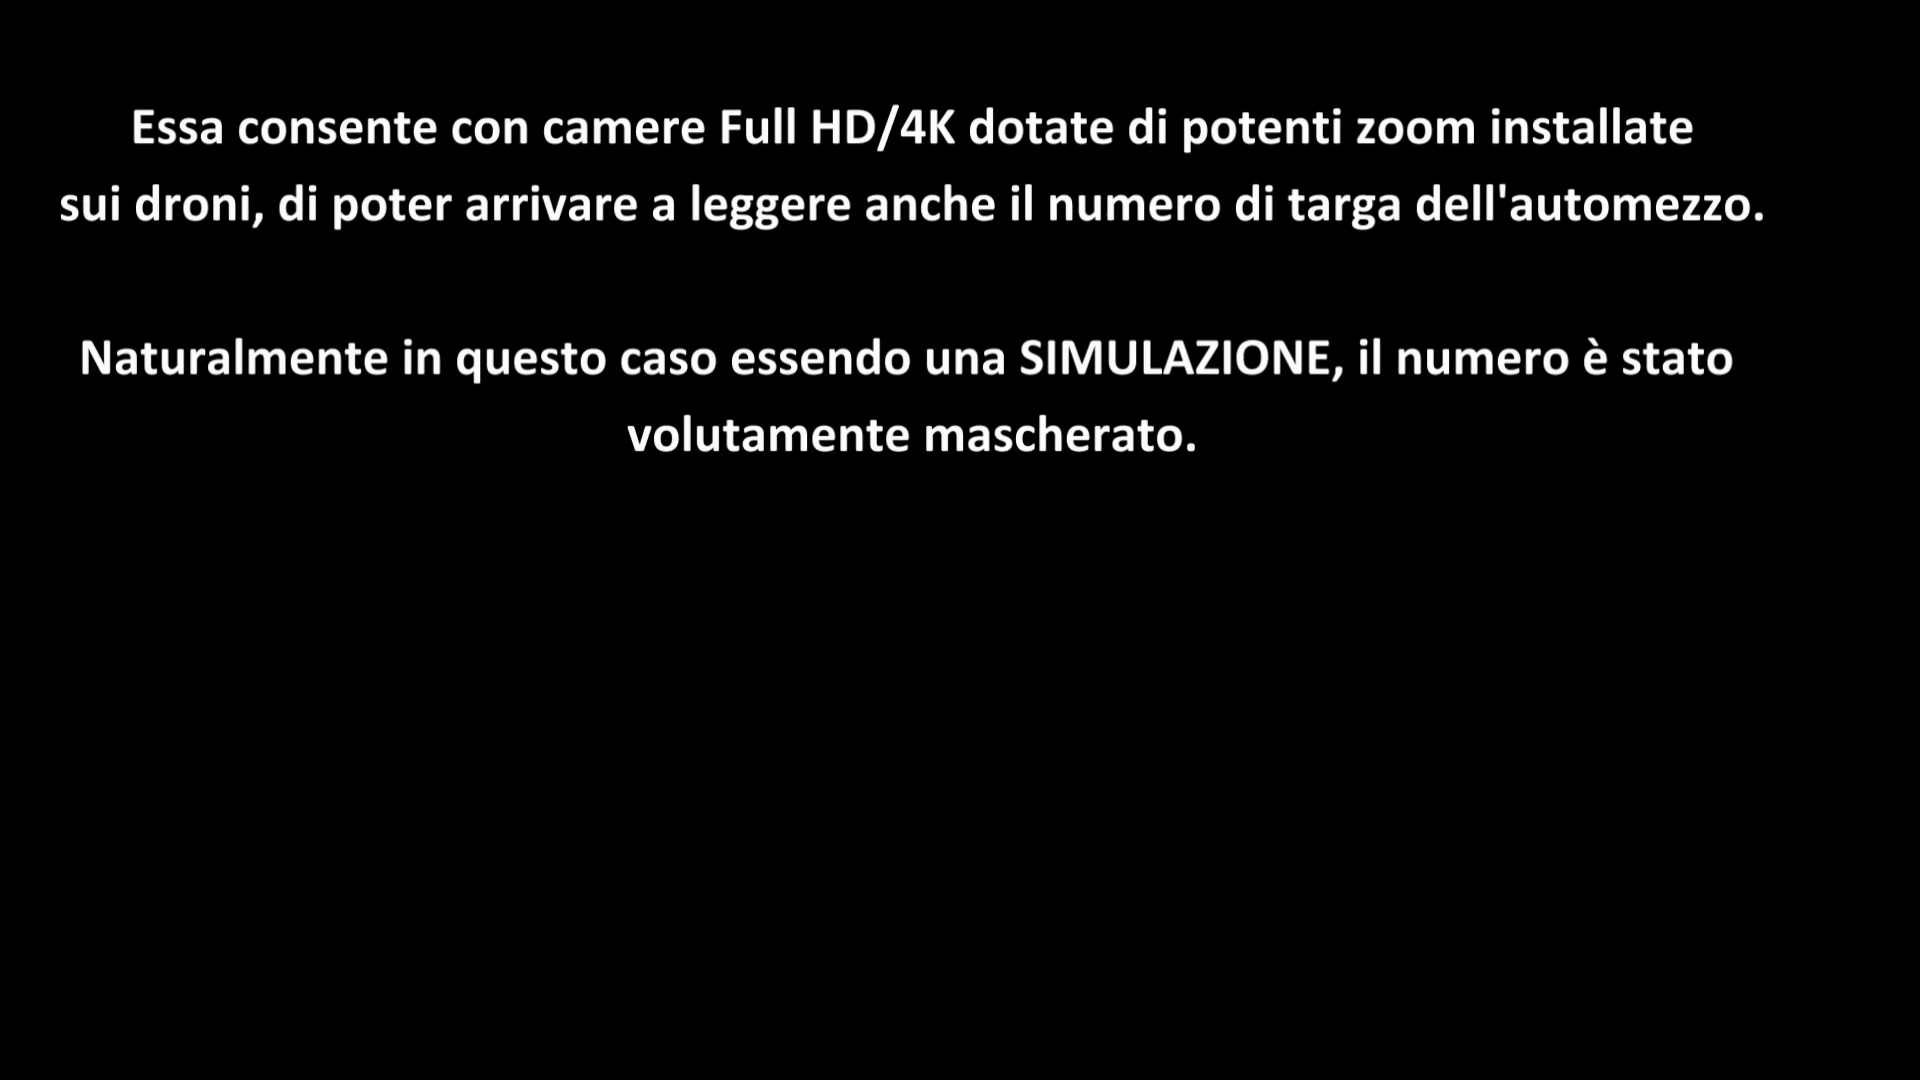 Essa consente con camere Full HD/4K dotate di potenti zoom installate
sui droni, di poter arrivare a leggere anche il numero di targa dell'automezzo.
Naturalmente in questo caso essendo una SIMULAZIONE, il numero è stato
volutamente mascherato.